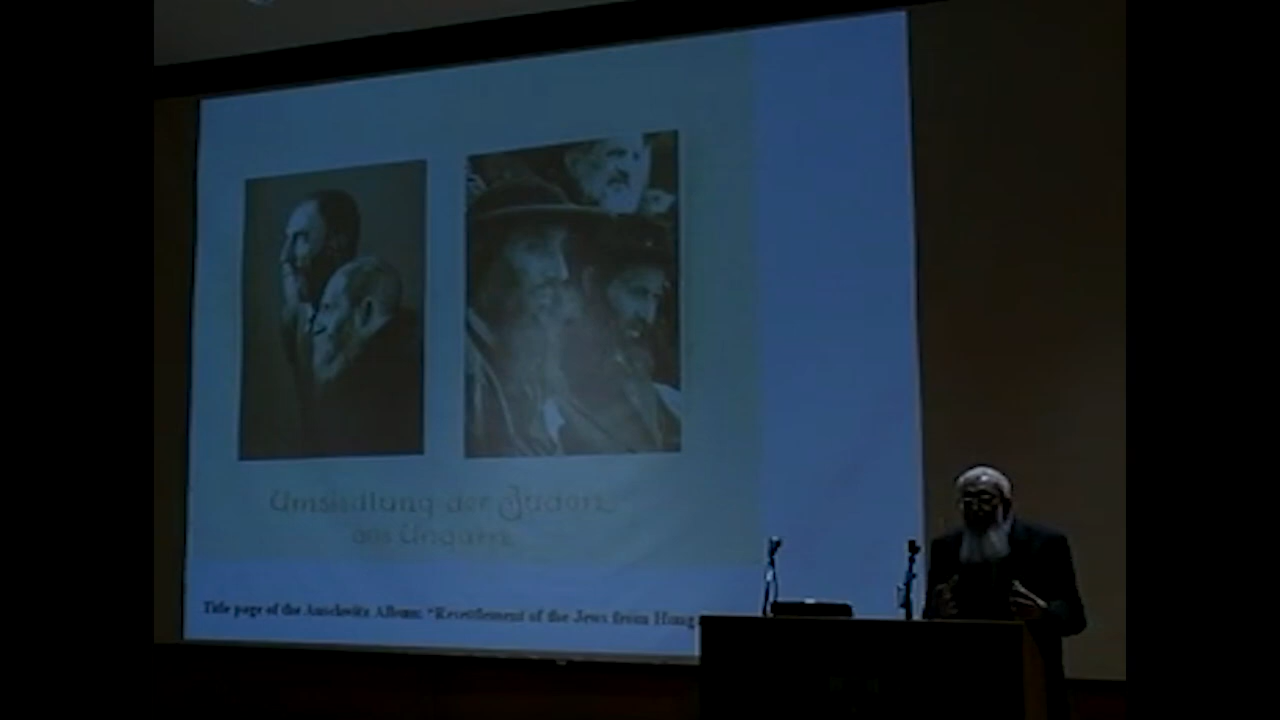 Umsiedlung der Juden
aus Ungarn
Title page of the Auschwitz Album: "Resettlement of the Jews from Hung